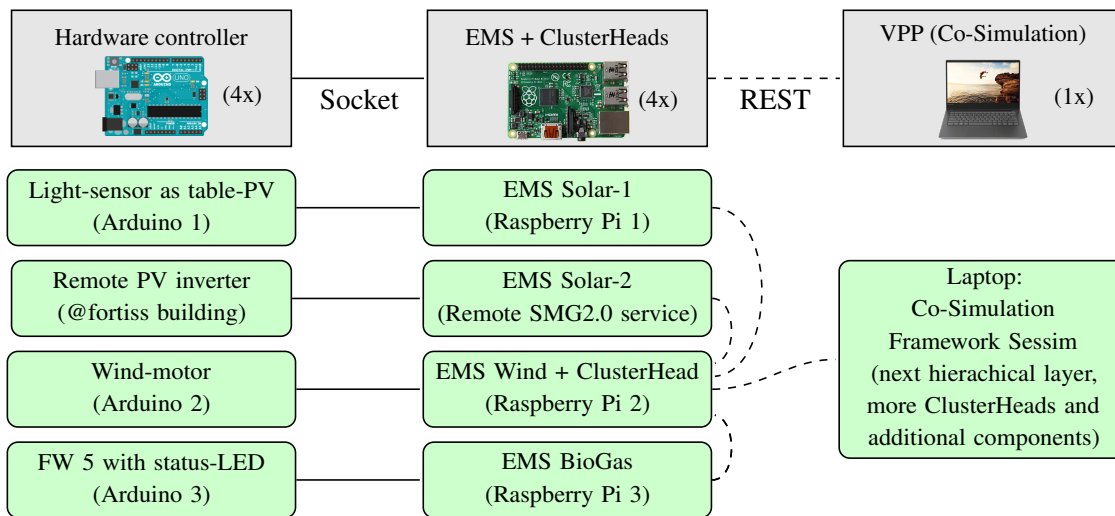 Hardware controller
(4x)
Socket
EMS + ClusterHeads
(4x)
REST
VPP (Co-Simulation)
(1x)
Light-sensor as table-PV
(Arduino 1)
EMS Solar-1
(Raspberry Pi 1)
Remote PV inverter
(@fortiss building)
EMS Solar-2
(Remote SMG2.0 service)
Wind-motor
(Arduino 2)
EMS Wind + ClusterHead
(Raspberry Pi 2)
FW 5 with status-LED
(Arduino 3)
EMS BioGas
(Raspberry Pi 3)
Laptop:
Co-Simulation
Framework Sessim
(next hierachical layer,
more ClusterHeads and
additional components)